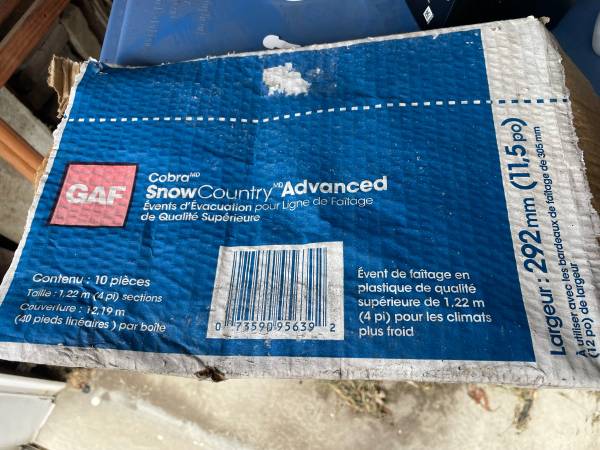 GAF
Cobra MD
SnowCountry MD Advanced
Évents d'Évacuation pour Ligne de Faîtage
de Qualité Supérieure
Contenu : 10 pièces
Taille : 1,22 m (4 pi) sections
Couverture : 12,19 m
(40 pieds linéaires ) par boîte
0 73590 95639 2
Évent de faîtage en
plastique de qualité
supérieure de 1,22 m
(4 pi) pour les climats
plus froid
Largeur : 292 mm (11,5 po)
À utiliser avec les bardeaux de faîtage de 305 mm
(12 po) de largeur